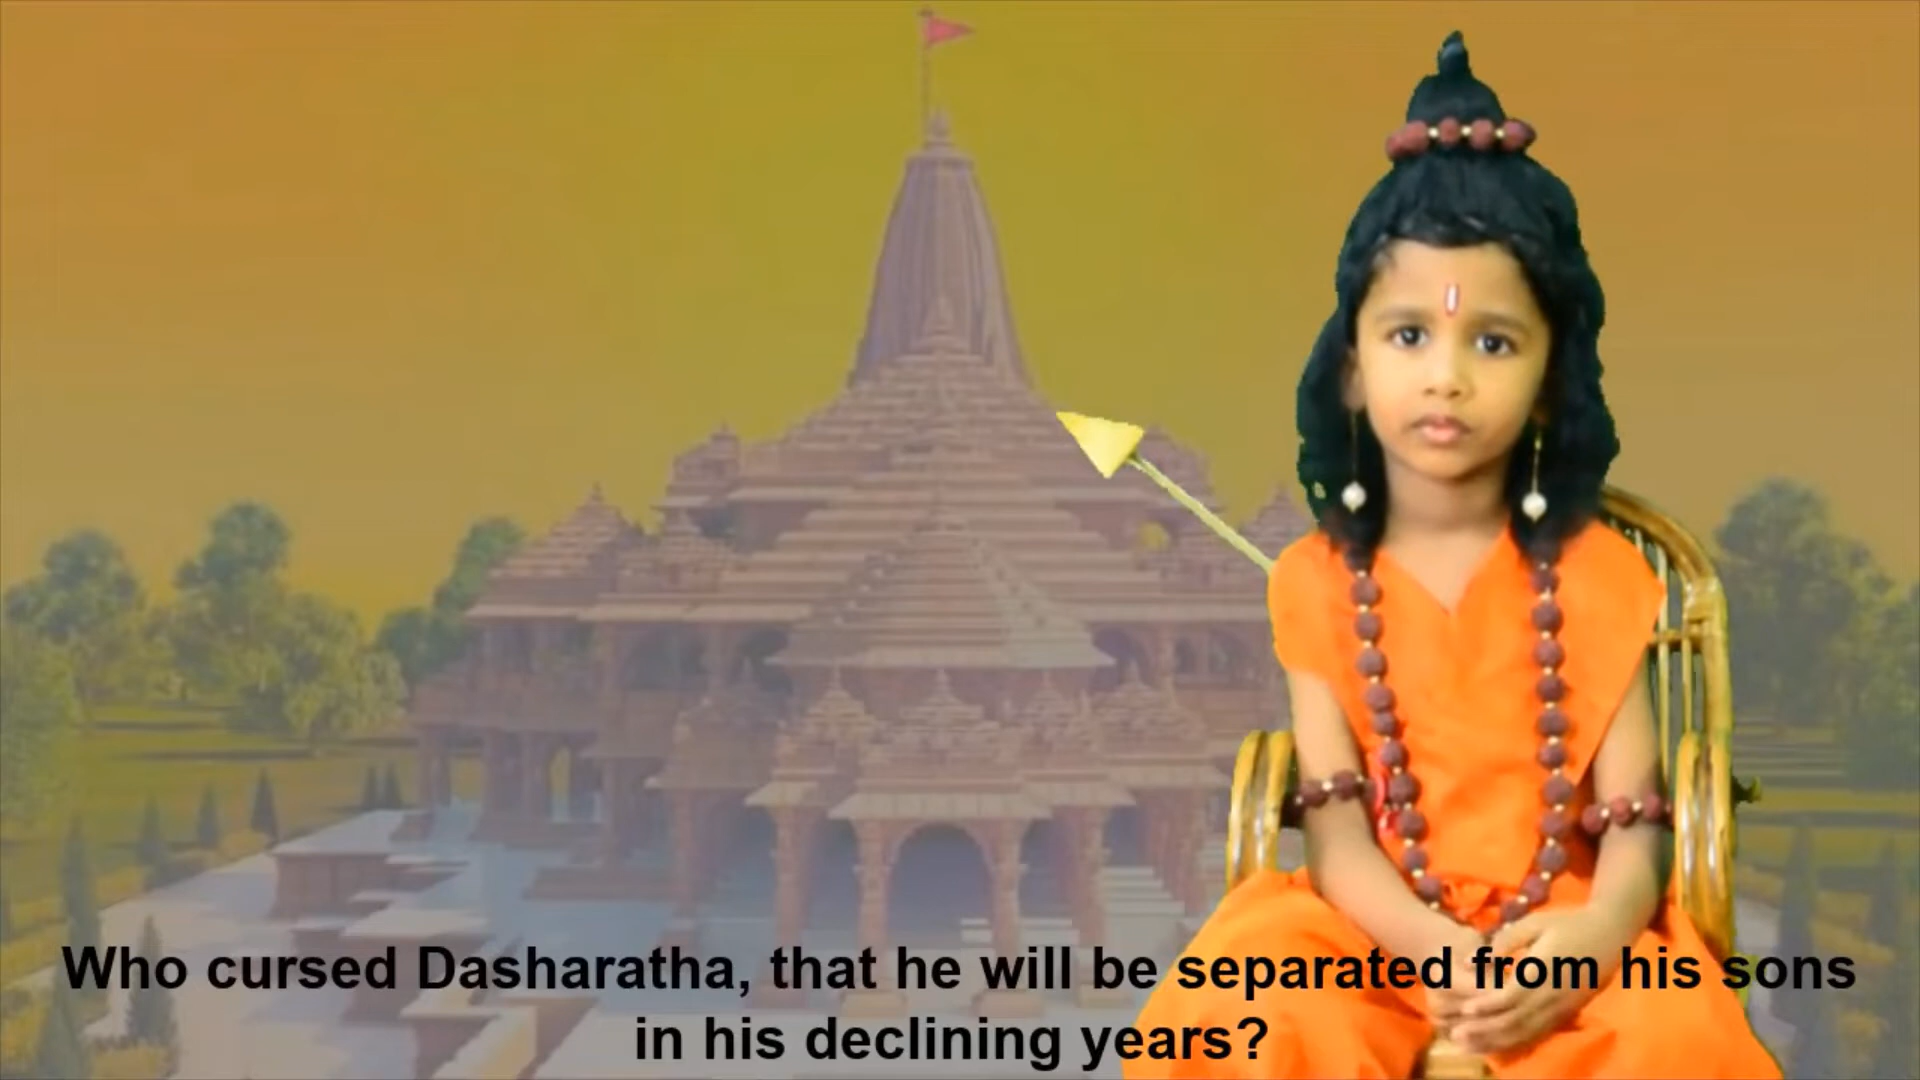 Who cursed Dasharatha, that he will be separated from his sons
in his declining years?